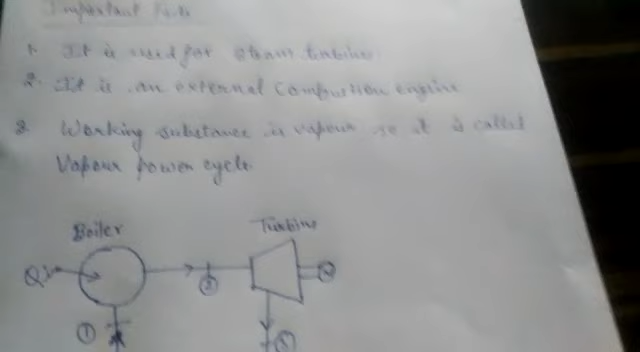 Important
1. It is used for steam turbine
2. It is an external combustion engine
3. Working substance is vapour so it is called
Vapour power cycle
Boiler Turbine
Q
①